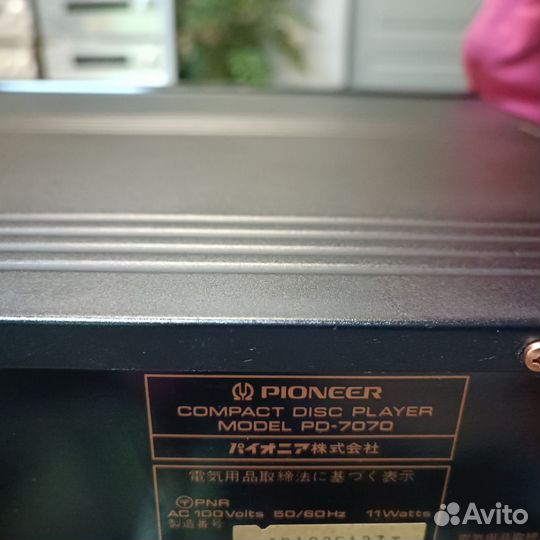 PIONEER
COMPACT DISC PLAYER
MODEL PD-7070
パイオニア株式会社
電気用品取締法に基づく表示
PNR
AC 100Volts 50/60Hz 11Watts
製造番号
Avito